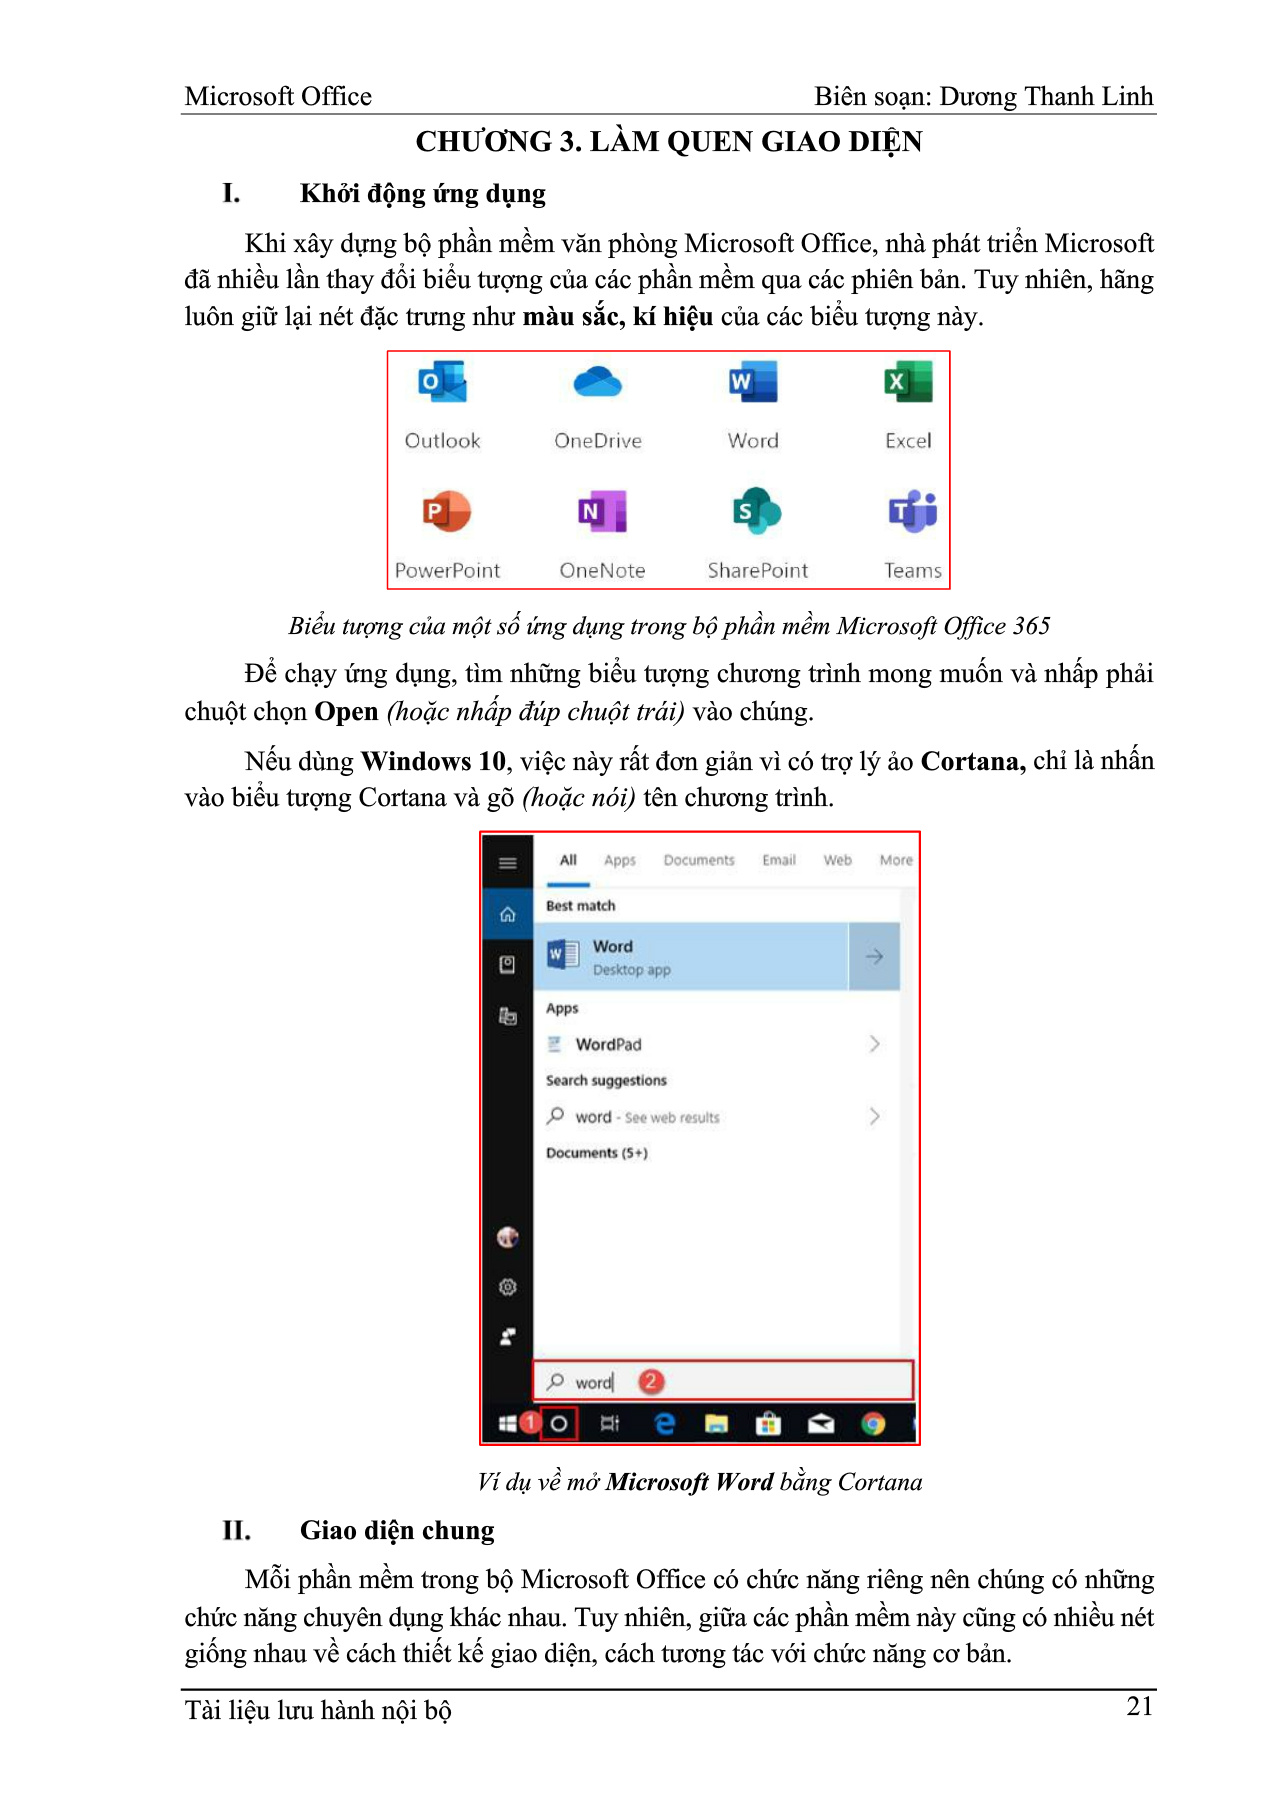 Microsoft Office Biên soạn: Dương Thanh Linh
CHƯƠNG 3. LÀM QUEN GIAO DIỆN
I. Khởi động ứng dụng
Khi xây dựng bộ phần mềm văn phòng Microsoft Office, nhà phát triển Microsoft
đã nhiều lần thay đổi biểu tượng của các phần mềm qua các phiên bản. Tuy nhiên, hãng
luôn giữ lại nét đặc trưng như màu sắc, kí hiệu của các biểu tượng này.
O W X
Outlook OneDrive Word Excel
P N S T
PowerPoint OneNote SharePoint Teams
Biểu tượng của một số ứng dụng trong bộ phần mềm Microsoft Office 365
Để chạy ứng dụng, tìm những biểu tượng chương trình mong muốn và nhấp phải
chuột chọn Open (hoặc nhấp đúp chuột trái) vào chúng.
Nếu dùng Windows 10, việc này rất đơn giản vì có trợ lý ảo Cortana, chỉ là nhấn
vào biểu tượng Cortana và gõ (hoặc nói) tên chương trình.
All Apps Documents Email Web More
Best match
W Word
Desktop app
Apps
WordPad
Search suggestions
word - See web results
Documents (5+)
word 2
1
Ví dụ về mở Microsoft Word bằng Cortana
II. Giao diện chung
Mỗi phần mềm trong bộ Microsoft Office có chức năng riêng nên chúng có những
chức năng chuyên dụng khác nhau. Tuy nhiên, giữa các phần mềm này cũng có nhiều nét
giống nhau về cách thiết kế giao diện, cách tương tác với chức năng cơ bản.
Tài liệu lưu hành nội bộ 21